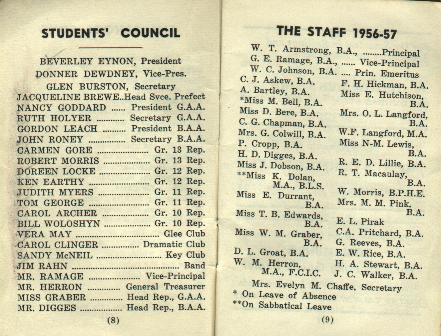 STUDENTS' COUNCIL
BEVERLEY EYNON, President
DONNER DEWDNEY, Vice-Pres.
GLEN BURSTON, Secretary
JACQUELINE BREWE..Head Svce. Prefect
NANCY GODDARD ..... President G.A.A.
RUTH HOLYER .......... Secretary G.A.A.
GORDON LEACH ....... President B.A.A.
JOHN RONEY ............ Secretary B.A.A.
CARMEN GORE .............. Gr. 13 Rep.
ROBERT MORRIS ............ Gr. 13 Rep.
DOREEN LOCKE .............. Gr. 12 Rep.
KEN EARTHY .................. Gr. 12 Rep.
JUDITH MYERS ................ Gr. 11 Rep.
TOM GEORGE .................. Gr. 11 Rep.
CAROL ARCHER .............. Gr. 10 Rep.
BILL WOLOSHYN .............. Gr. 10 Rep.
VERA MAY ........................ Glee Club
CAROL CLINGER ........ Dramatic Club
SANDY McNEIL .................. Key Club
JIM RAHN ............................ Band
MR. RAMAGE .............. Vice-Principal
MR. HERRON .......... General Treasurer
MISS GRABER ........ Head Rep., G.A.A.
MR. DIGGES .......... Head Rep., B.A.A.
(8)
THE STAFF 1956-57
W. T. Armstrong, B.A., ........Principal
G. E. Ramage, B.A., ...... Vice-Principal
W. C. Johnson, B.A., .... Prin. Emeritus
C. J. Askew, B.A.
A. Bartley, B.A.
*Miss M. Bell, B.A.
Miss D. Bere, B.A.
C. G. Chapman, B.A.
Mrs. G. Colwill, B.A.
P. Cropp, B.A.
H. D. Digges, B.A.
Miss J. Dobson, B.A.
**Miss K. Dolan,
M.A., B.L.S.
Miss E. Durrant,
B.A.
Miss T. B. Edwards,
B.A.
Miss W. M. Graber,
B.A.
D. L. Groat, B.A.
W. M. Herron,
M.A., F.C.I.C.
F. H. Hickman, B.A.
Miss E. Hutchison,
B.A.
Mrs. O. L. Langford,
B.A.
W.F. Langford, M.A.
Miss N-M. Lewis,
B.A.
R. E. D. Lillie, B.A.
R. T. Macaulay,
B.A.
W. Morris, B.P.H.E.
Mrs. M. M. Pink,
B.A.
E. L. Pirak
C.A. Pritchard, B.A.
G. Reeves, B.A.
E. W. Rice, B.A.
H. A. Stewart, B.A.
J. C. Walker, B.A.
Mrs. Evelyn M. Chaffe, Secretary
* On Leave of Absence
**On Sabbatical Leave
(9)